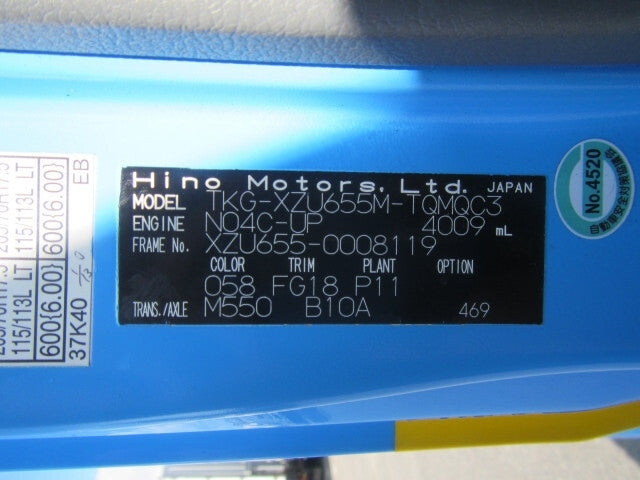 Hino Motors, Ltd. JAPAN
MODEL TKG-XZU655M-TQMQC3
ENGINE N04C-UP 4009 mL
FRAME No. XZU655-0008119
COLOR TRIM PLANT OPTION
058 FG18 P11
TRANS./AXLE M550 B10A 469
115/113L LT
600{6.00}
37K40
115/113L LT
600{6.00}
EB
No.4520